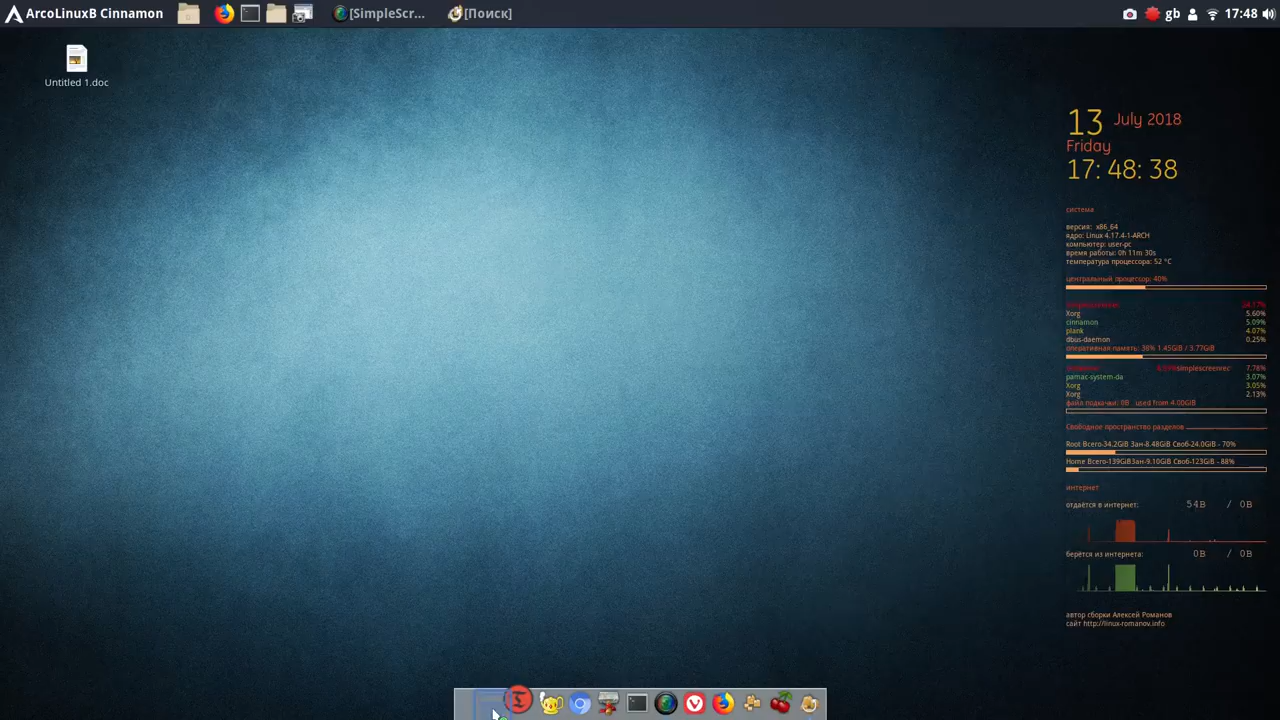 ArcoLinuxB Cinnamon [SimpleScr... [Поиск] gb 17:48
Untitled 1.doc
13 July 2018
Friday
17: 48: 38
система
версия: x86_64
ядро: Linux 4.17.4-1-ARCH
компьютер: user-pc
время работы: 0h 11m 30s
температура процессора: 52 °C
центральный процессор: 40%
Xorg 5.60%
cinnamon 5.09%
plank 4.07%
dbus-daemon 0.25%
оперативная память: 38% 1.45GiB / 3.77GiB
simplescreenrec 7.78%
pamac-system-da 3.07%
Xorg 3.05%
Xorg 2.13%
файл подкачки: 0B used from 4.00GiB
Свободное пространство разделов
Root Всего-34.2GiB Зан-8.48GiB Своб-24.0GiB - 70%
Home Всего-139GiBЗан-9.10GiB Своб-123GiB - 88%
интернет
отдаётся в интернет: 54B / 0B
берётся из интернета: 0B / 0B
автор сборки Алексей Романов
сайт http://linux-romanov.info